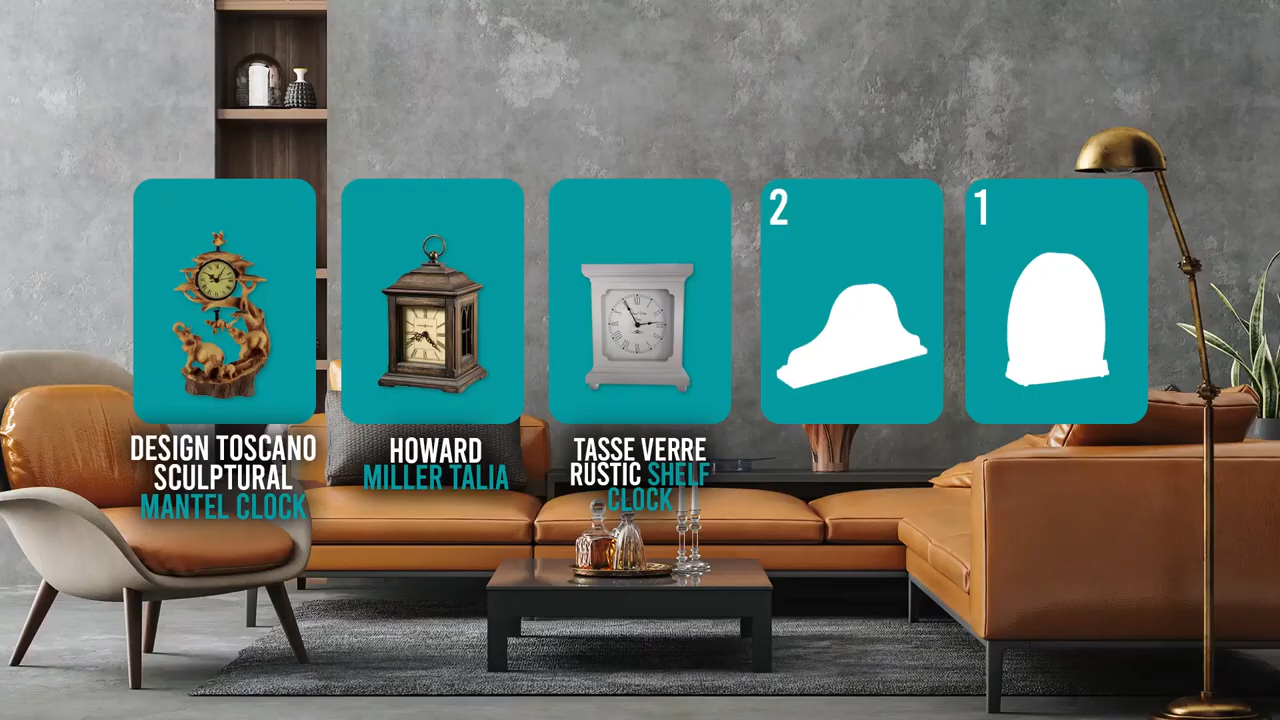 2
1
DESIGN TOSCANO
SCULPTURAL
MANTEL CLOCK
HOWARD
MILLER TALIA
TASSE VERRE
RUSTIC SHELF
CLOCK